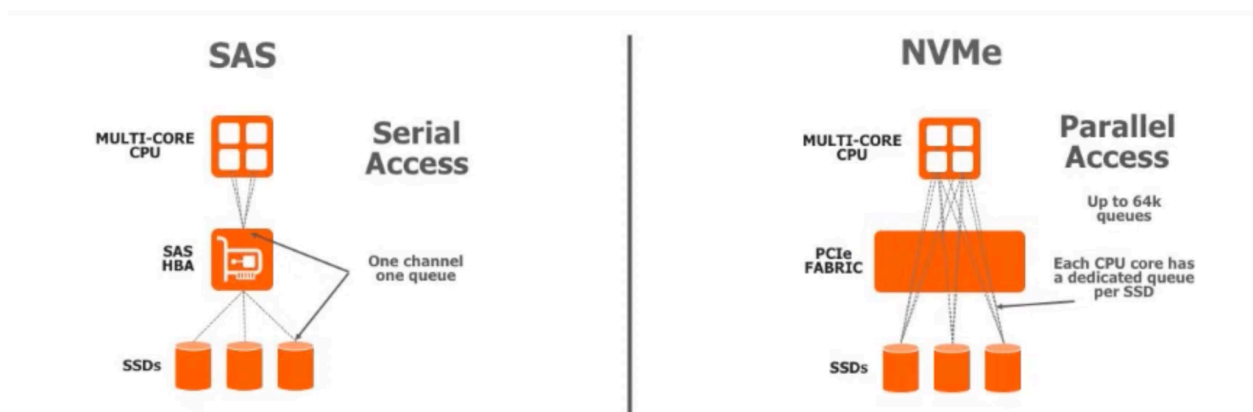 SAS
MULTI-CORE
CPU
Serial
Access
SAS
HBA
One channel
one queue
SSDs
NVMe
MULTI-CORE
CPU
Parallel
Access
Up to 64k
queues
PCIe
FABRIC
Each CPU core has
a dedicated queue
per SSD
SSDs